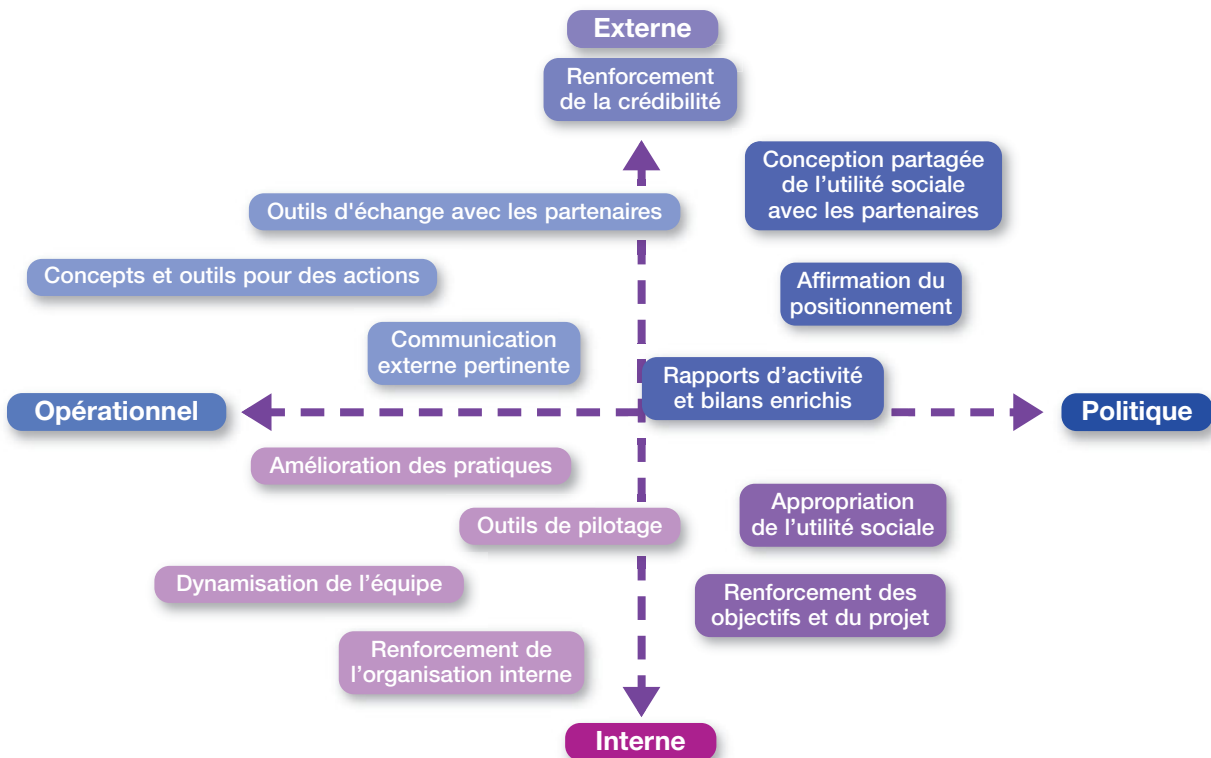 Externe
Renforcement
de la crédibilité
Conception partagée
de l’utilité sociale
avec les partenaires
Outils d'échange avec les partenaires
Concepts et outils pour des actions
Affirmation du
positionnement
Communication
externe pertinente
Rapports d’activité
et bilans enrichis
Opérationnel
Politique
Amélioration des pratiques
Appropriation
de l’utilité sociale
Outils de pilotage
Dynamisation de l’équipe
Renforcement des
objectifs et du projet
Renforcement de
l’organisation interne
Interne